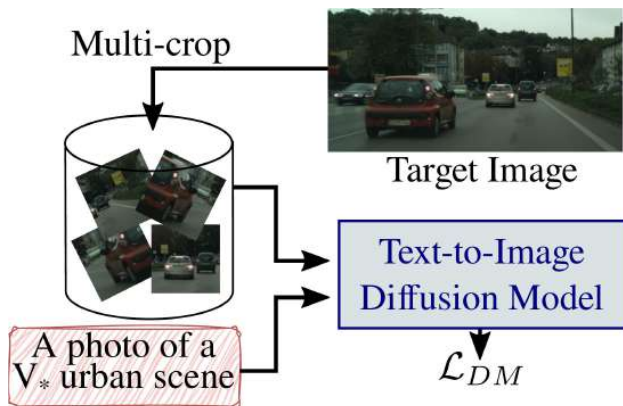 Multi-crop
Target Image
Text-to-Image
Diffusion Model
A photo of a
V* urban scene
ℒDM